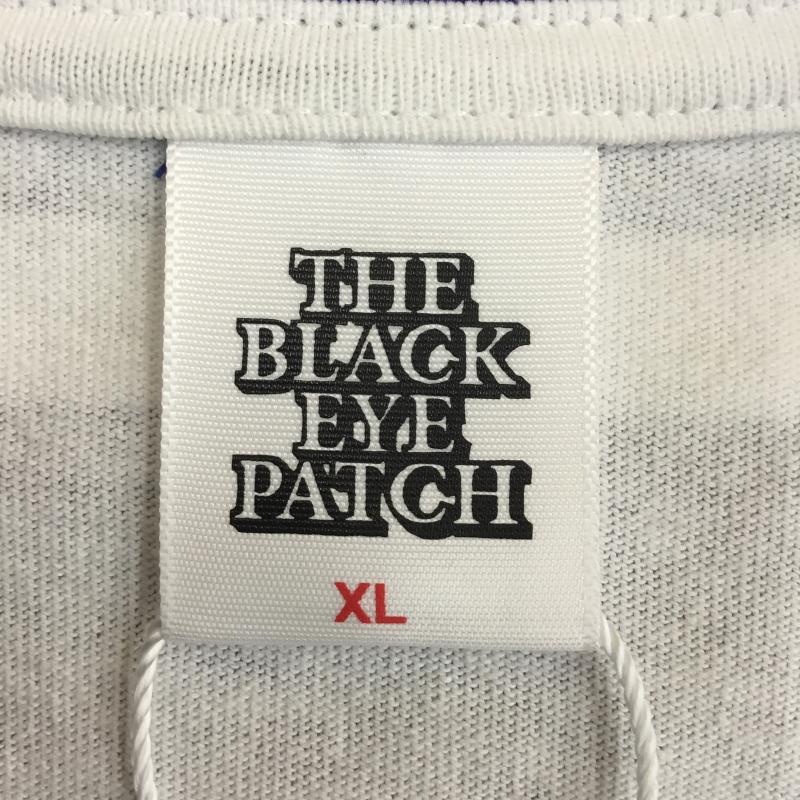 THE
BLACK
EYE
PATCH
XL